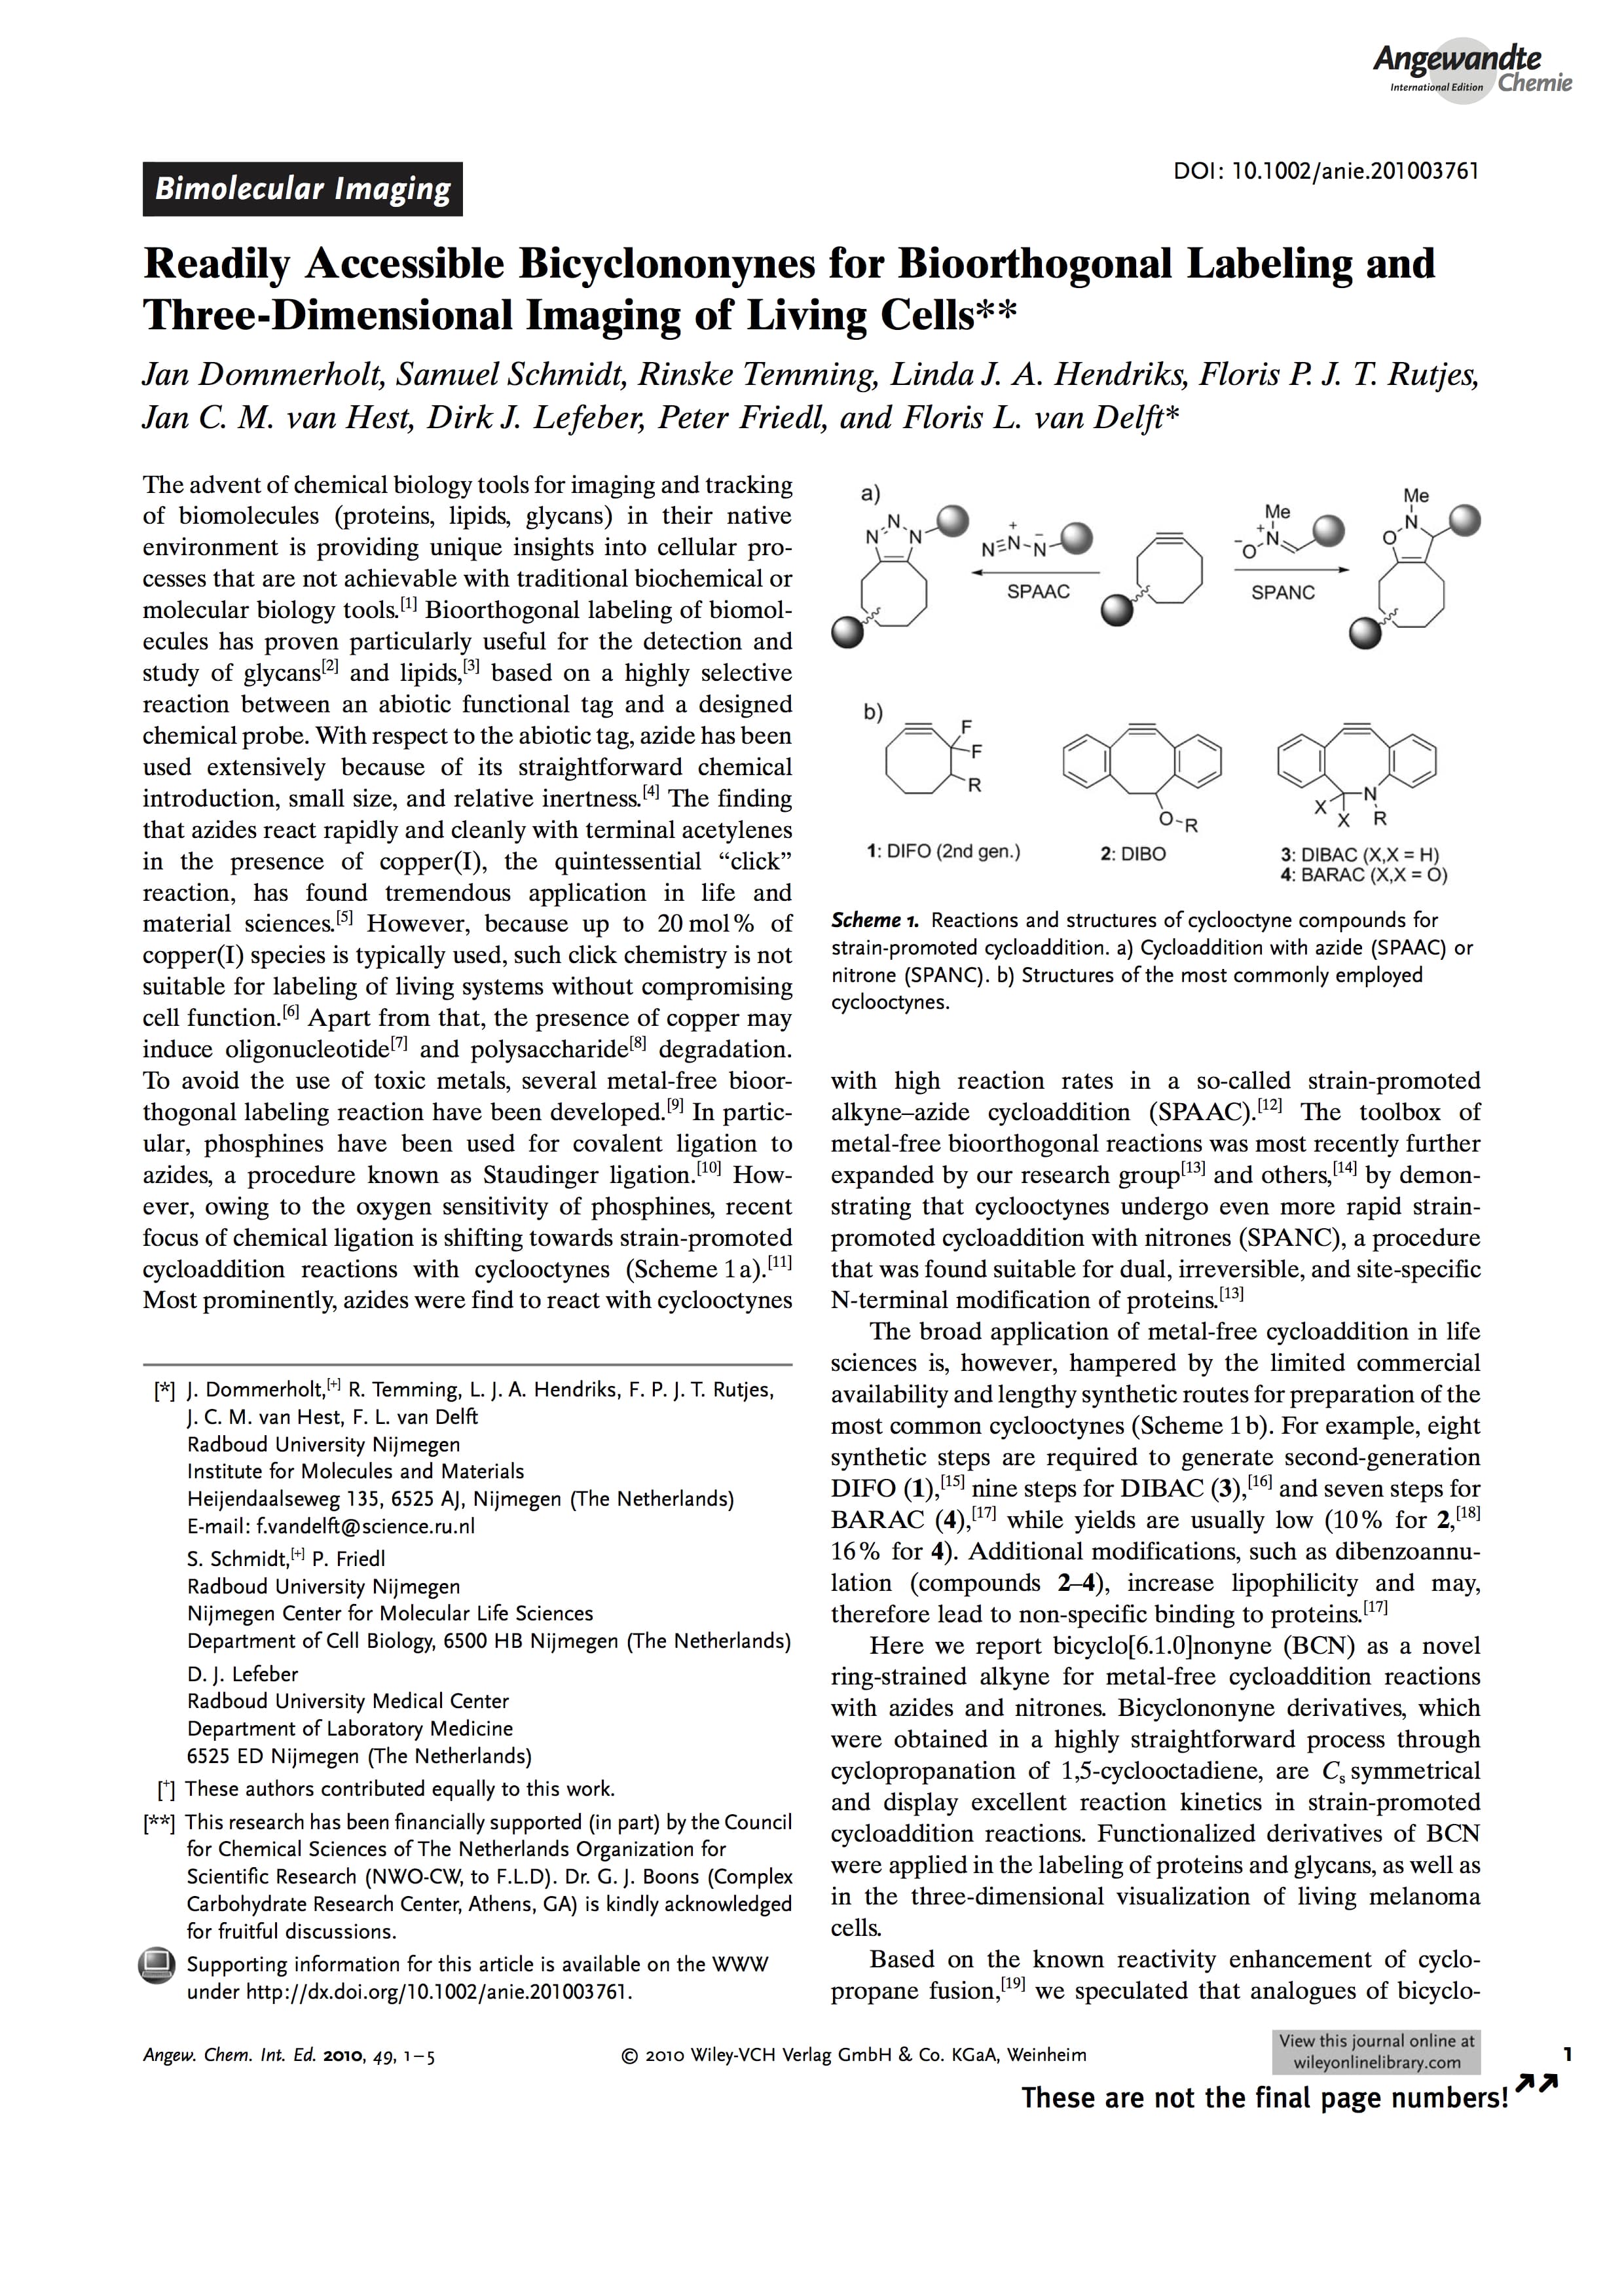 Angewandte
International Edition Chemie
Bimolecular Imaging
DOI: 10.1002/anie.201003761
Readily Accessible Bicyclononynes for Bioorthogonal Labeling and
Three-Dimensional Imaging of Living Cells**
Jan Dommerholt, Samuel Schmidt, Rinske Temming, Linda J. A. Hendriks, Floris P. J. T. Rutjes,
Jan C. M. van Hest, Dirk J. Lefeber, Peter Friedl, and Floris L. van Delft*
The advent of chemical biology tools for imaging and tracking
of biomolecules (proteins, lipids, glycans) in their native
environment is providing unique insights into cellular pro-
cesses that are not achievable with traditional biochemical or
molecular biology tools.[1] Bioorthogonal labeling of biomol-
ecules has proven particularly useful for the detection and
study of glycans[2] and lipids,[3] based on a highly selective
reaction between an abiotic functional tag and a designed
chemical probe. With respect to the abiotic tag, azide has been
used extensively because of its straightforward chemical
introduction, small size, and relative inertness.[4] The finding
that azides react rapidly and cleanly with terminal acetylenes
in the presence of copper(I), the quintessential “click”
reaction, has found tremendous application in life and
material sciences.[5] However, because up to 20 mol % of
copper(I) species is typically used, such click chemistry is not
suitable for labeling of living systems without compromising
cell function.[6] Apart from that, the presence of copper may
induce oligonucleotide[7] and polysaccharide[8] degradation.
To avoid the use of toxic metals, several metal-free bioor-
thogonal labeling reaction have been developed.[9] In partic-
ular, phosphines have been used for covalent ligation to
azides, a procedure known as Staudinger ligation.[10] How-
ever, owing to the oxygen sensitivity of phosphines, recent
focus of chemical ligation is shifting towards strain-promoted
cycloaddition reactions with cyclooctynes (Scheme 1 a).[11]
Most prominently, azides were find to react with cyclooctynes
[*] J. Dommerholt,[+] R. Temming, L. J. A. Hendriks, F. P. J. T. Rutjes,
J. C. M. van Hest, F. L. van Delft
Radboud University Nijmegen
Institute for Molecules and Materials
Heijendaalseweg 135, 6525 AJ, Nijmegen (The Netherlands)
E-mail: f.vandelft@science.ru.nl
S. Schmidt,[+] P. Friedl
Radboud University Nijmegen
Nijmegen Center for Molecular Life Sciences
Department of Cell Biology, 6500 HB Nijmegen (The Netherlands)
D. J. Lefeber
Radboud University Medical Center
Department of Laboratory Medicine
6525 ED Nijmegen (The Netherlands)
[+] These authors contributed equally to this work.
[**] This research has been financially supported (in part) by the Council
for Chemical Sciences of The Netherlands Organization for
Scientific Research (NWO-CW, to F.L.D). Dr. G. J. Boons (Complex
Carbohydrate Research Center, Athens, GA) is kindly acknowledged
for fruitful discussions.
Supporting information for this article is available on the WWW
under http://dx.doi.org/10.1002/anie.201003761.
a)
N N N
N≡N+-N−
SPAAC
Me
−O-N+
SPANC
Me
O N
b)
F
F
R
O-R
X X N R
1: DIFO (2nd gen.)
2: DIBO
3: DIBAC (X,X = H)
4: BARAC (X,X = O)
Scheme 1. Reactions and structures of cyclooctyne compounds for
strain-promoted cycloaddition. a) Cycloaddition with azide (SPAAC) or
nitrone (SPANC). b) Structures of the most commonly employed
cyclooctynes.
with high reaction rates in a so-called strain-promoted
alkyne–azide cycloaddition (SPAAC).[12] The toolbox of
metal-free bioorthogonal reactions was most recently further
expanded by our research group[13] and others,[14] by demon-
strating that cyclooctynes undergo even more rapid strain-
promoted cycloaddition with nitrones (SPANC), a procedure
that was found suitable for dual, irreversible, and site-specific
N-terminal modification of proteins.[13]
The broad application of metal-free cycloaddition in life
sciences is, however, hampered by the limited commercial
availability and lengthy synthetic routes for preparation of the
most common cyclooctynes (Scheme 1 b). For example, eight
synthetic steps are required to generate second-generation
DIFO (1),[15] nine steps for DIBAC (3),[16] and seven steps for
BARAC (4),[17] while yields are usually low (10 % for 2,[18]
16 % for 4). Additional modifications, such as dibenzoannu-
lation (compounds 2–4), increase lipophilicity and may,
therefore lead to non-specific binding to proteins.[17]
Here we report bicyclo[6.1.0]nonyne (BCN) as a novel
ring-strained alkyne for metal-free cycloaddition reactions
with azides and nitrones. Bicyclononyne derivatives, which
were obtained in a highly straightforward process through
cyclopropanation of 1,5-cyclooctadiene, are Cs symmetrical
and display excellent reaction kinetics in strain-promoted
cycloaddition reactions. Functionalized derivatives of BCN
were applied in the labeling of proteins and glycans, as well as
in the three-dimensional visualization of living melanoma
cells.
Based on the known reactivity enhancement of cyclo-
propane fusion,[19] we speculated that analogues of bicyclo-
Angew. Chem. Int. Ed. 2010, 49, 1–5
© 2010 Wiley-VCH Verlag GmbH & Co. KGaA, Weinheim
View this journal online at
wileyonlinelibrary.com
1
These are not the final page numbers!